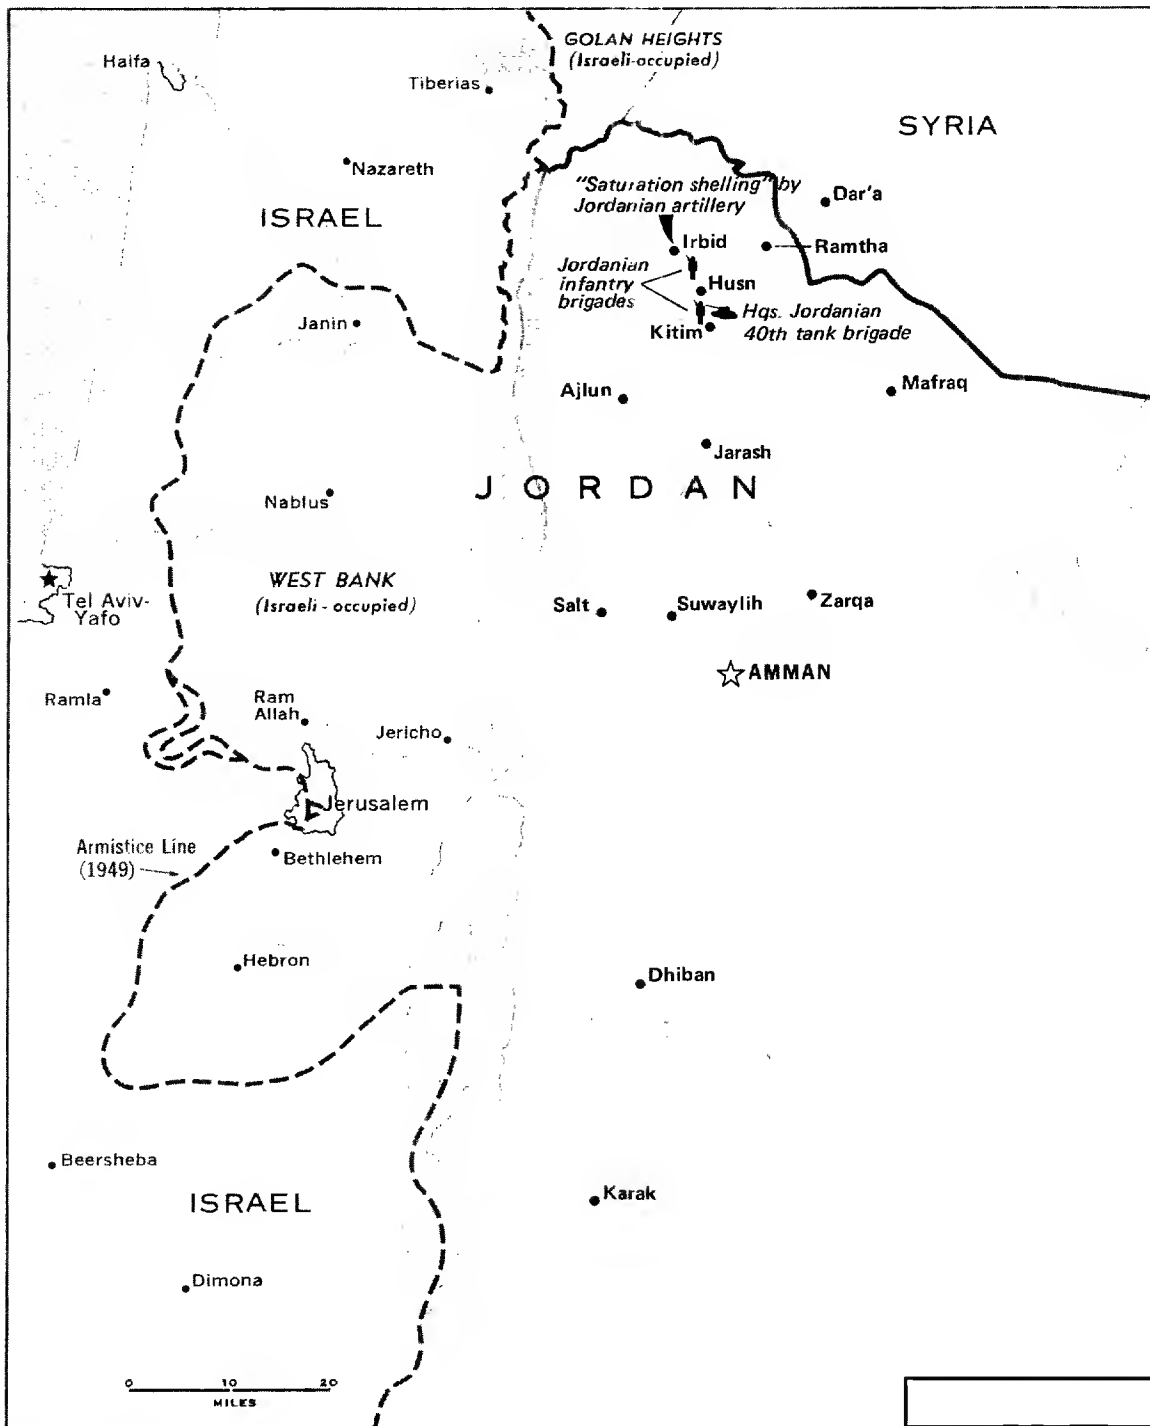 GOLAN HEIGHTS
(Israeli-occupied)
Haifa
Tiberias
SYRIA
Nazareth
"Saturation shelling" by
Jordanian artillery
Dar'a
ISRAEL
Irbid
Ramtha
Jordanian
infantry
brigades
Husn
Hqs. Jordanian
40th tank brigade
Janin
Kitim
Ajlun
Mafraq
Jarash
JORDAN
Nablus
WEST BANK
(Israeli - occupied)
Tel Aviv-
Yafo
Salt
Suwaylih
Zarqa
AMMAN
Ramla
Ram
Allah
Jericho
Jerusalem
Armistice Line
(1949)
Bethlehem
Hebron
Dhiban
Beersheba
ISRAEL
Karak
Dimona
0 10 20
MILES